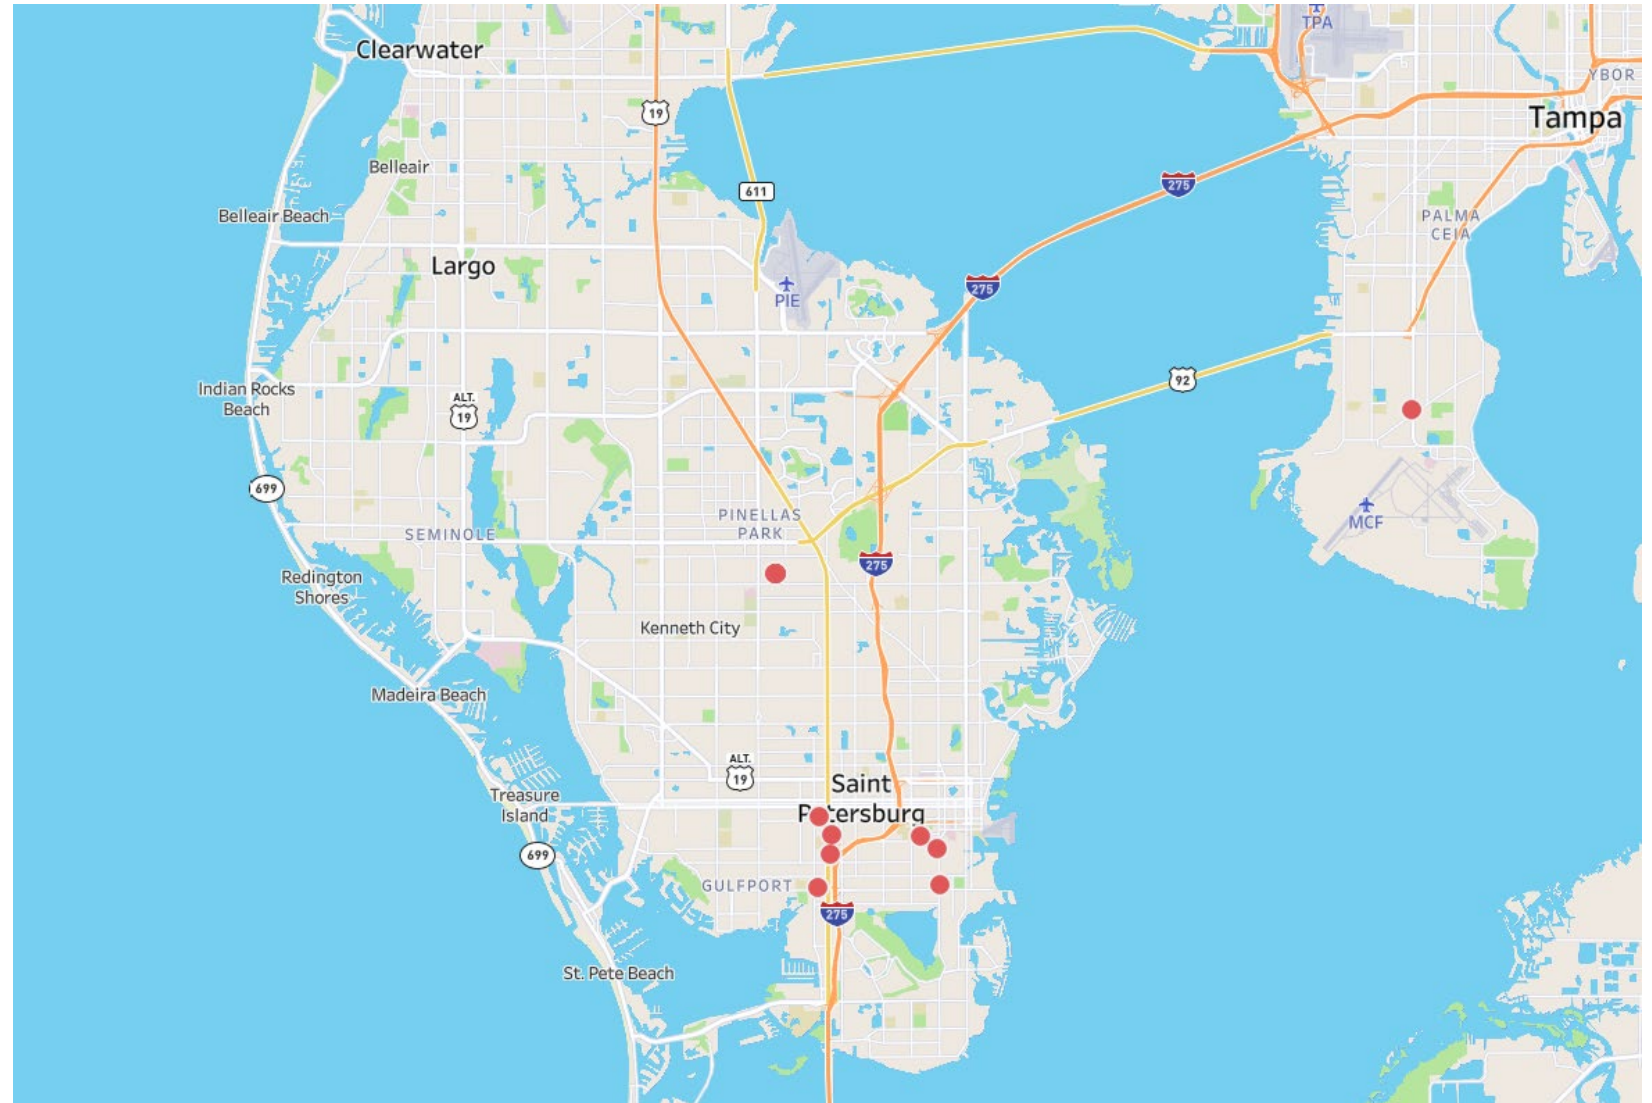 TPA
Clearwater
YBOR
19
Tampa
Belleair
611
275
Belleair Beach
PALMA
CEIA
Largo
275
PIE
Indian Rocks
Beach
92
ALT.
19
699
PINELLAS
PARK
MCF
SEMINOLE
275
Redington
Shores
Kenneth City
Madeira Beach
ALT.
19
Saint
Treasure
Island
699
GULFPORT
275
St. Pete Beach